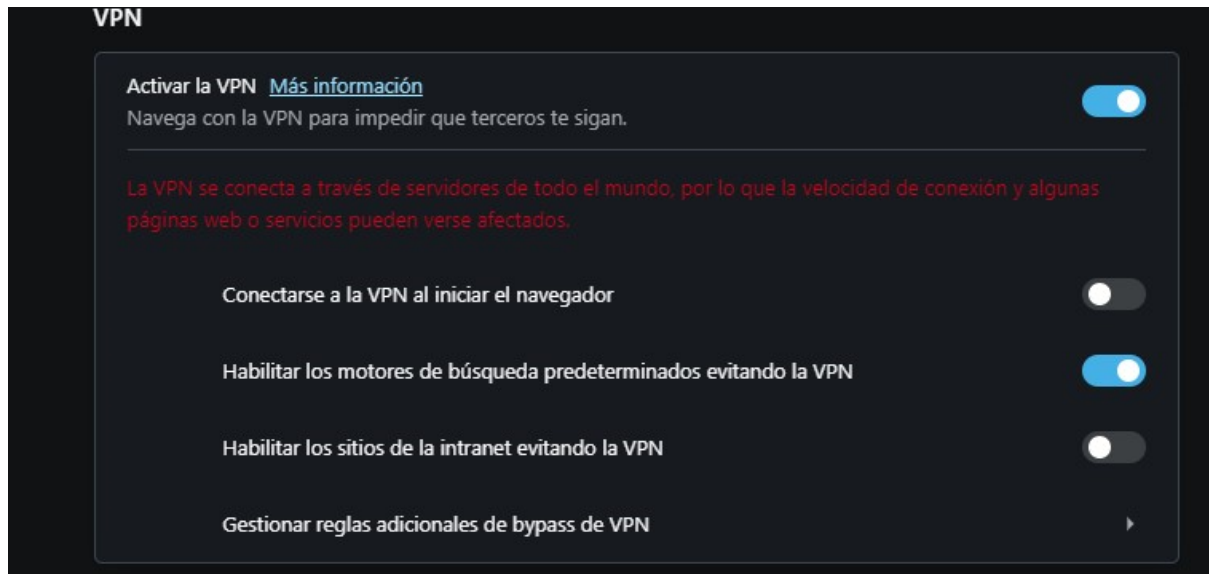 VPN
Activar la VPN Más información
Navega con la VPN para impedir que terceros te sigan.
La VPN se conecta a través de servidores de todo el mundo, por lo que la velocidad de conexión y algunas
páginas web o servicios pueden verse afectados.
Conectarse a la VPN al iniciar el navegador
Habilitar los motores de búsqueda predeterminados evitando la VPN
Habilitar los sitios de la intranet evitando la VPN
Gestionar reglas adicionales de bypass de VPN